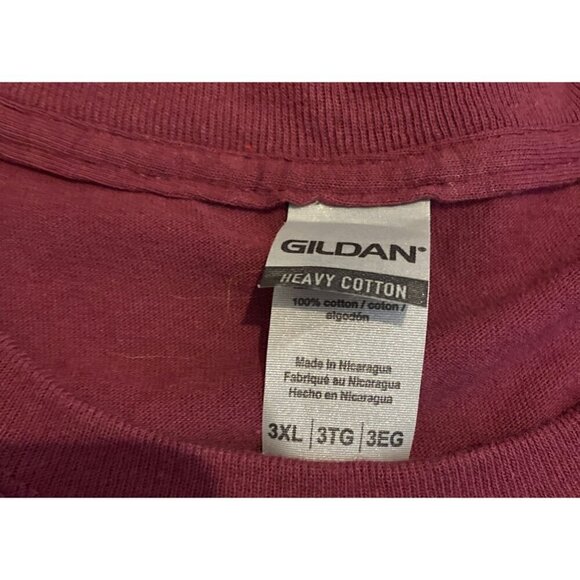 GILDAN®
HEAVY COTTON
100% cotton / coton /
algodón
Made in Nicaragua
Fabriqué au Nicaragua
Hecho en Nicaragua
3XL | 3TG | 3EG